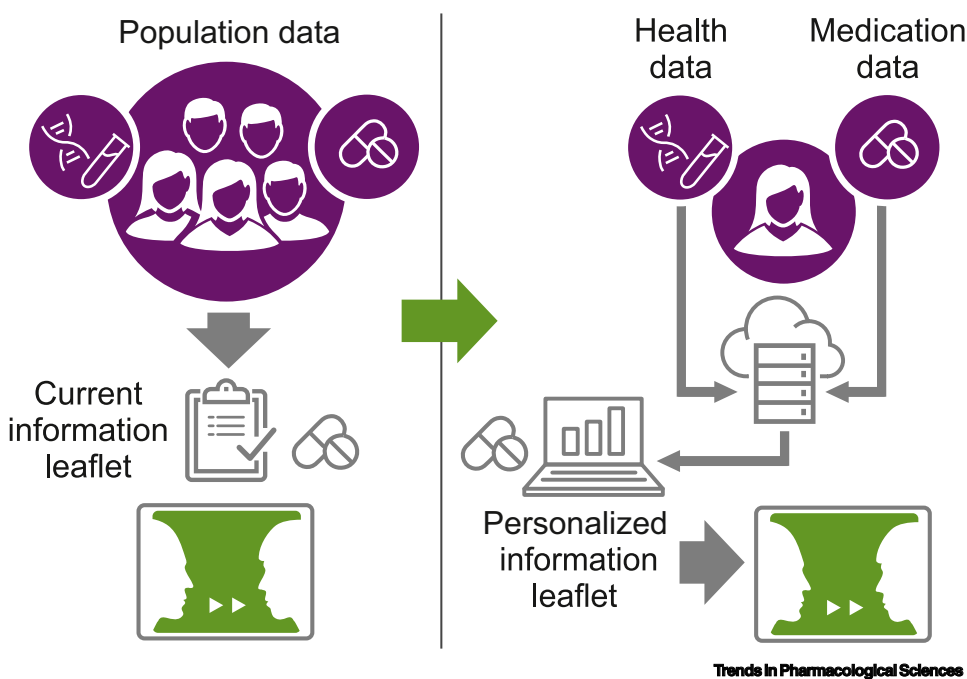 Population data
Current
information
leaflet
Health
data
Medication
data
Personalized
information
leaflet
Trends in Pharmacological Sciences